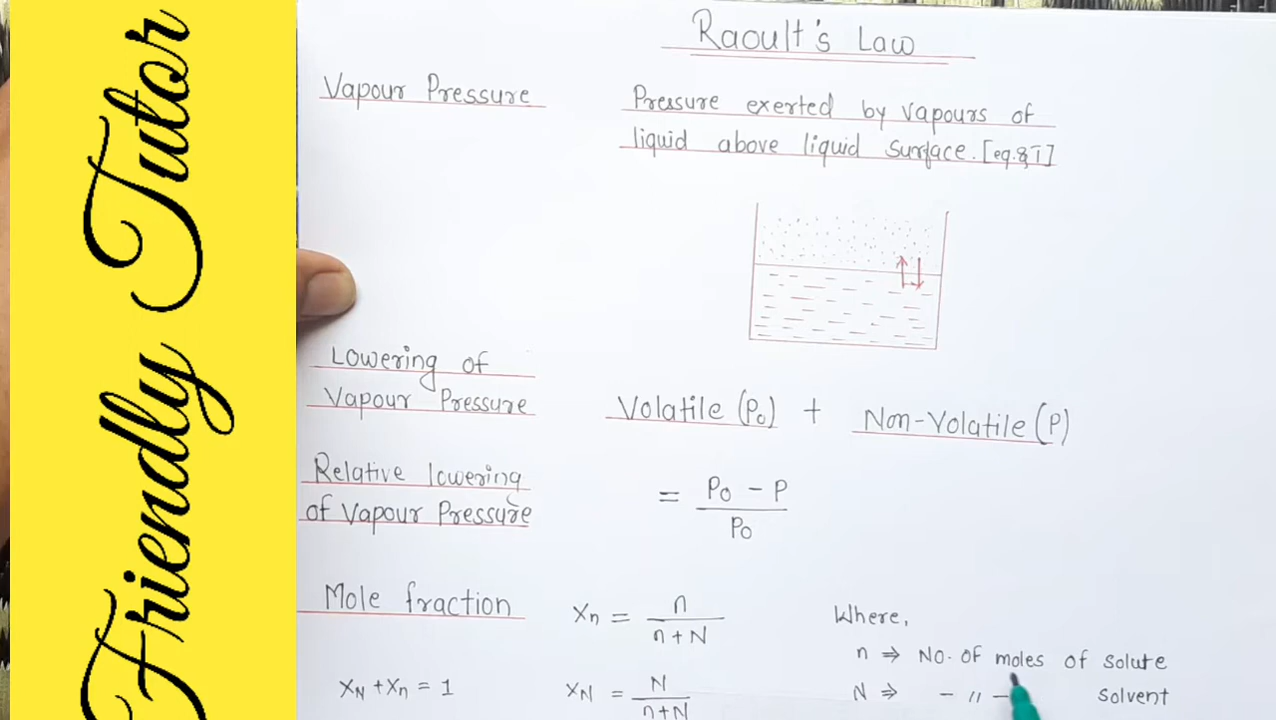 Friendly Tutor
Raoult's Law
Vapour Pressure
Pressure exerted by vapours of
liquid above liquid surface. [eq. & T]
Lowering of
Vapour Pressure
Volatile (P₀) + Non-Volatile (P)
Relative lowering
of Vapour Pressure
= P₀ - P
P₀
Mole fraction
Xn = n
n + N
Where,
n ⇒ No. of moles of solute
XN + Xn = 1
XN = N
n + N
N ⇒ - 〃 - solvent